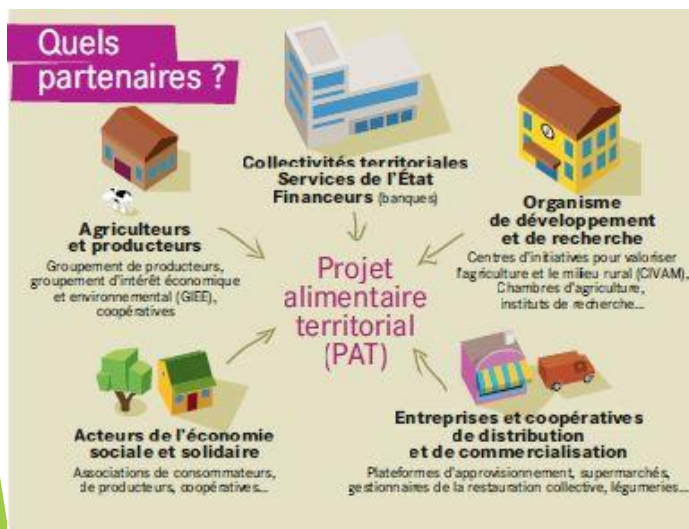 Quels
partenaires ?
Collectivités territoriales
Services de l'État
Financeurs (banques)
Agriculteurs
et producteurs
Groupement de producteurs,
groupement d'intérêt économique
et environnemental (GIEE),
coopératives
Organisme
de développement
et de recherche
Centres d'initiatives pour valoriser
l'agriculture et le milieu rural (CIVAM),
Chambres d'agriculture,
instituts de recherche...
Projet
alimentaire
territorial
(PAT)
Acteurs de l'économie
sociale et solidaire
Associations de consommateurs,
de producteurs, coopératives...
Entreprises et coopératives
de distribution
et de commercialisation
Plateformes d'approvisionnement, supermarchés,
gestionnaires de la restauration collective, légumeries...